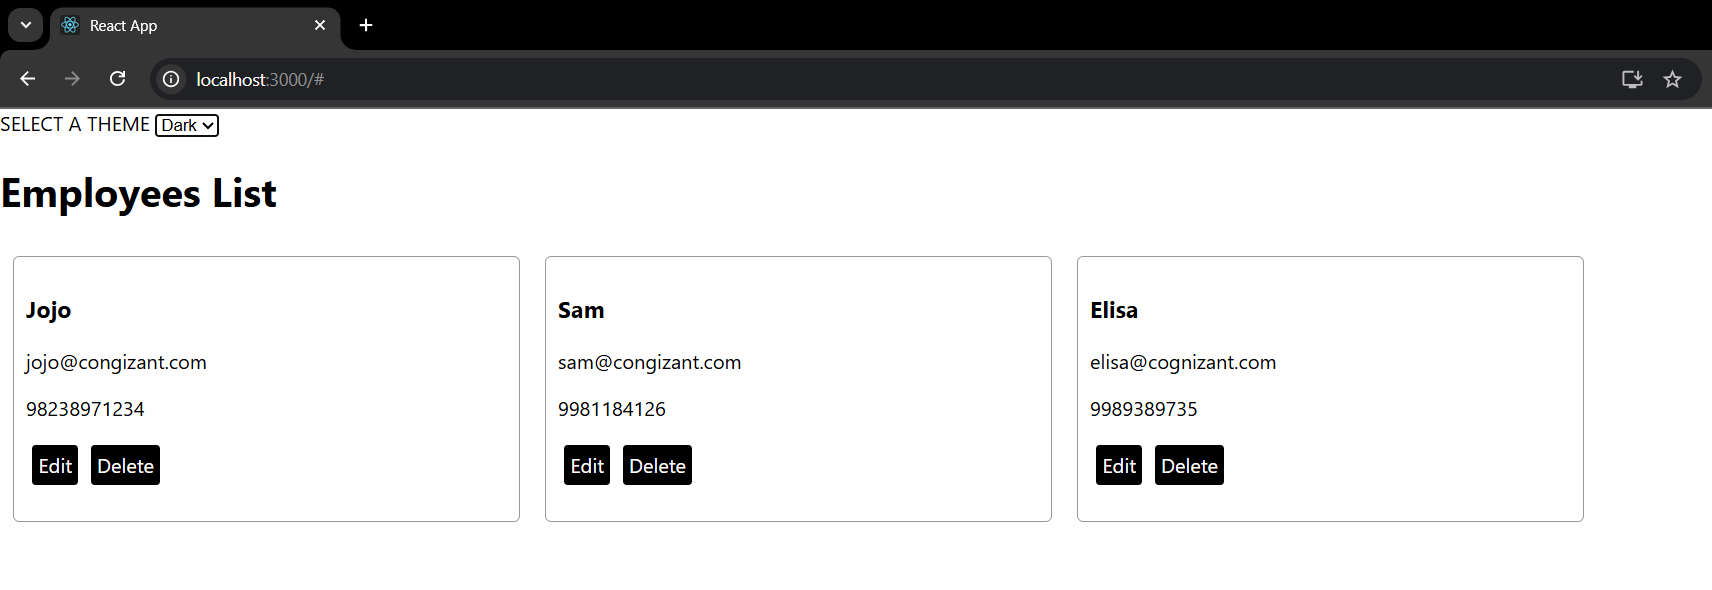 React App
localhost:3000/#
SELECT A THEME Dark
Employees List
Jojo
jojo@congizant.com
98238971234
Edit Delete
Sam
sam@congizant.com
9981184126
Edit Delete
Elisa
elisa@cognizant.com
9989389735
Edit Delete